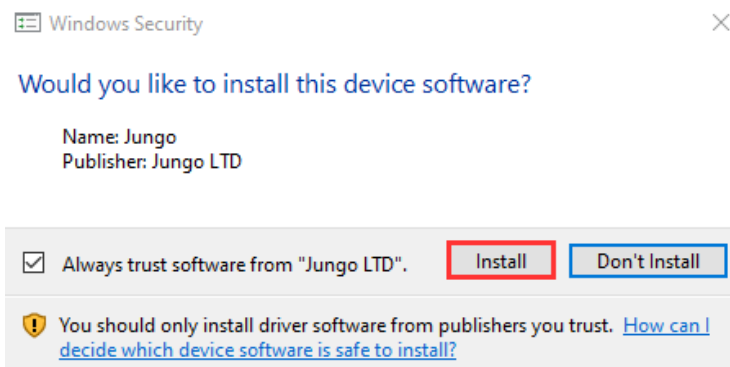 Windows Security
Would you like to install this device software?
Name: Jungo
Publisher: Jungo LTD
Always trust software from "Jungo LTD".
Install
Don't Install
You should only install driver software from publishers you trust. How can I
decide which device software is safe to install?